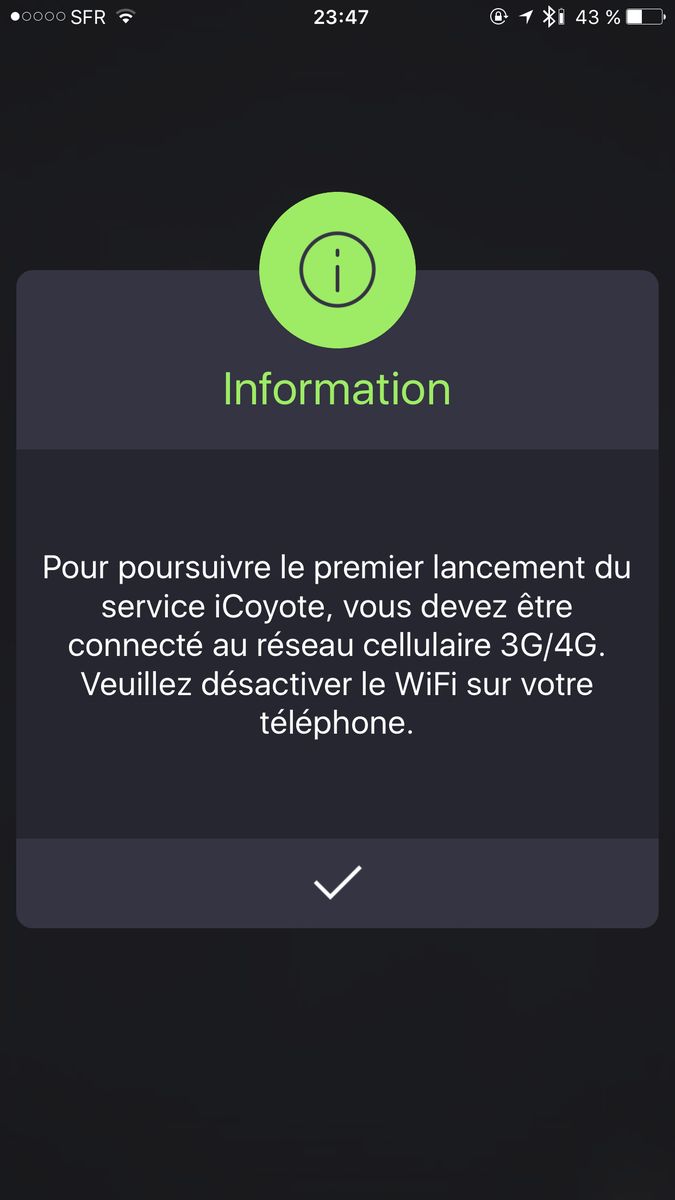 SFR 23:47 43 %
Information
Pour poursuivre le premier lancement du
service iCoyote, vous devez être
connecté au réseau cellulaire 3G/4G.
Veuillez désactiver le WiFi sur votre
téléphone.